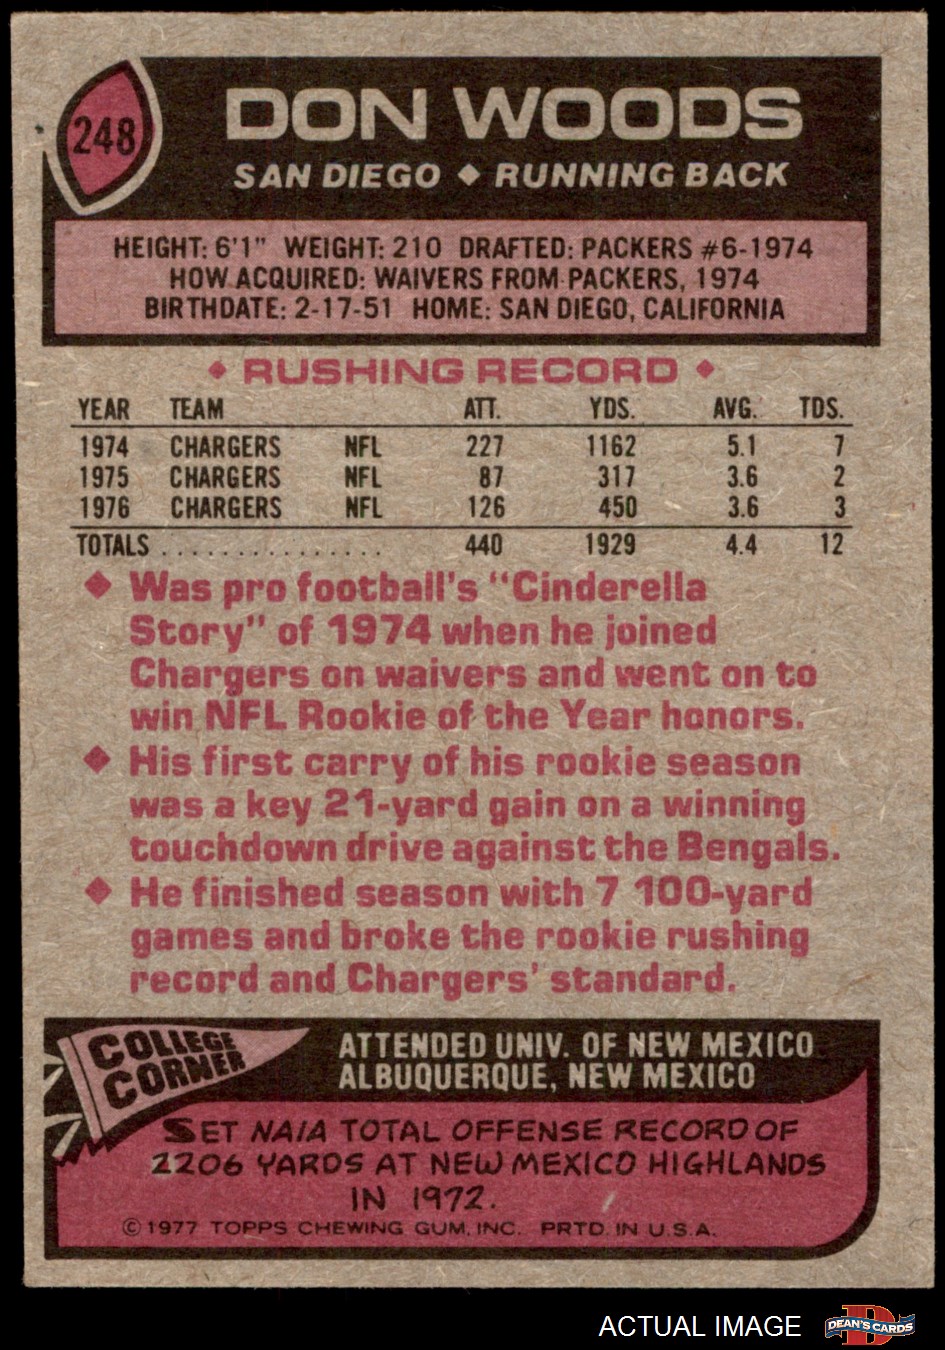 248
DON WOODS
SAN DIEGO ◆ RUNNING BACK
HEIGHT: 6'1" WEIGHT: 210 DRAFTED: PACKERS #6-1974
HOW ACQUIRED: WAIVERS FROM PACKERS, 1974
BIRTHDATE: 2-17-51 HOME: SAN DIEGO, CALIFORNIA
◆ RUSHING RECORD ◆
YEAR TEAM ATT. YDS. AVG. TDS.
1974 CHARGERS NFL 227 1162 5.1 7
1975 CHARGERS NFL 87 317 3.6 2
1976 CHARGERS NFL 126 450 3.6 3
TOTALS ................ 440 1929 4.4 12
◆ Was pro football's "Cinderella
Story" of 1974 when he joined
Chargers on waivers and went on to
win NFL Rookie of the Year honors.
◆ His first carry of his rookie season
was a key 21-yard gain on a winning
touchdown drive against the Bengals.
◆ He finished season with 7 100-yard
games and broke the rookie rushing
record and Chargers' standard.
COLLEGE
CORNER
ATTENDED UNIV. OF NEW MEXICO
ALBUQUERQUE, NEW MEXICO
SET NAIA TOTAL OFFENSE RECORD OF
2206 YARDS AT NEW MEXICO HIGHLANDS
IN 1972.
© 1977 TOPPS CHEWING GUM, INC. PRTD. IN U.S.A.
ACTUAL IMAGE
D
DEAN'S CARDS